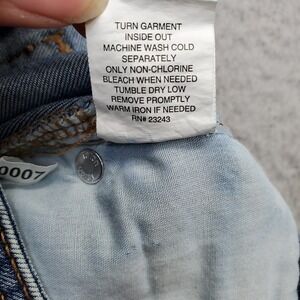 TURN GARMENT
INSIDE OUT
MACHINE WASH COLD
SEPARATELY
ONLY NON-CHLORINE
BLEACH WHEN NEEDED
TUMBLE DRY LOW
REMOVE PROMPTLY
WARM IRON IF NEEDED
RN# 23243
0007